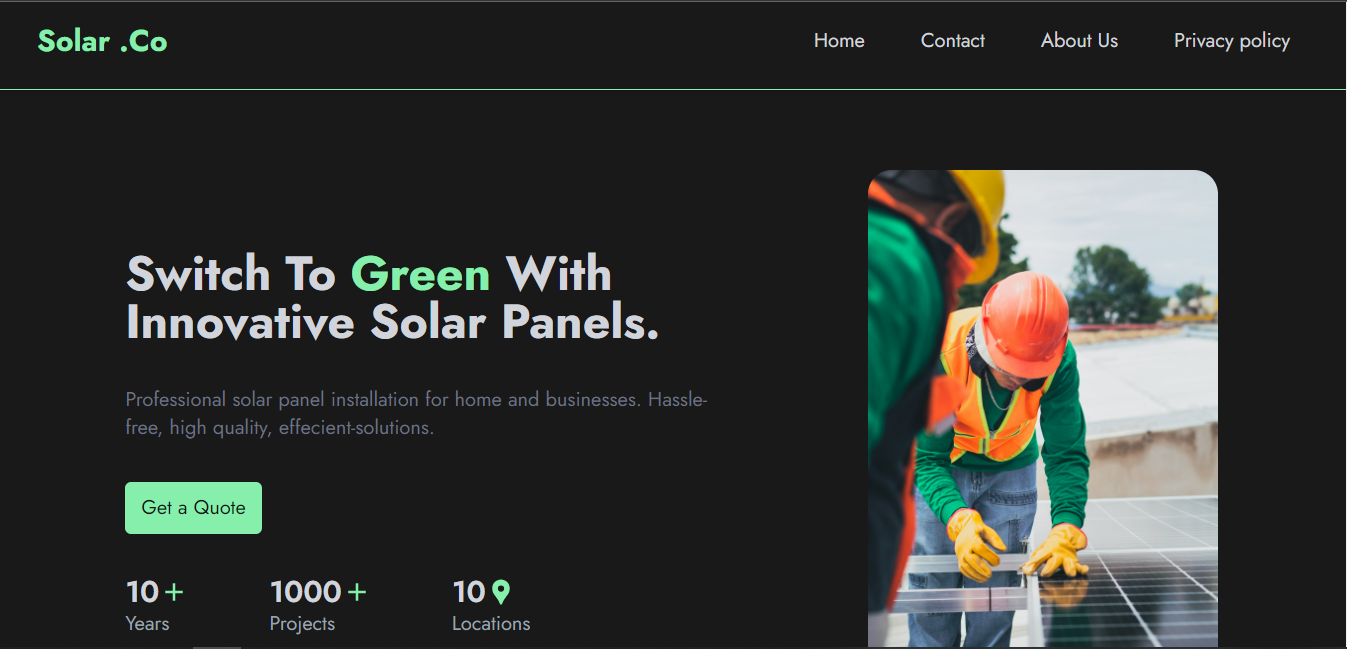 Solar .Co
Home Contact About Us Privacy policy
Switch To Green With
Innovative Solar Panels.
Professional solar panel installation for home and businesses. Hassle-
free, high quality, effecient-solutions.
Get a Quote
10+ 1000+ 10
Years Projects Locations